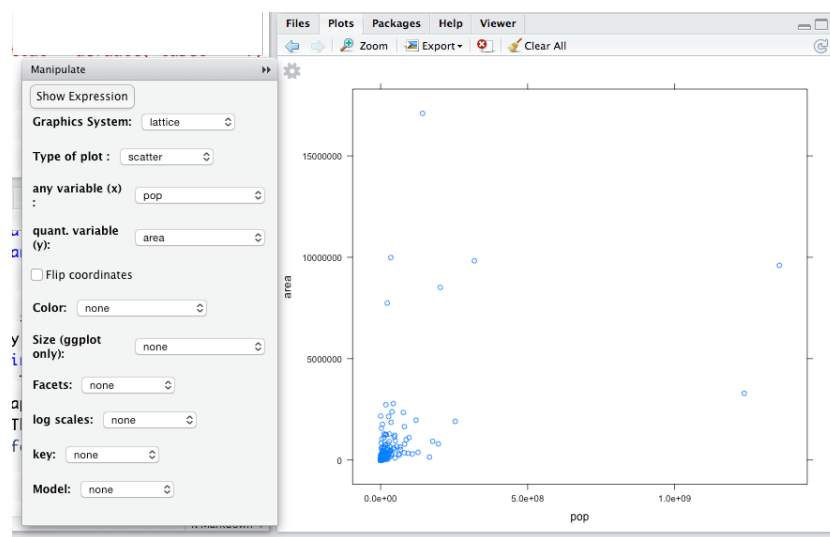 Files Plots Packages Help Viewer
Zoom Export Clear All
Manipulate
Show Expression
Graphics System: lattice
Type of plot : scatter
any variable (x)
: pop
quant. variable
(y): area
Flip coordinates
Color: none
Size (ggplot
only): none
Facets: none
log scales: none
key: none
Model: none
15000000
10000000
5000000
0
area
0.0e+00 5.0e+08 1.0e+09
pop